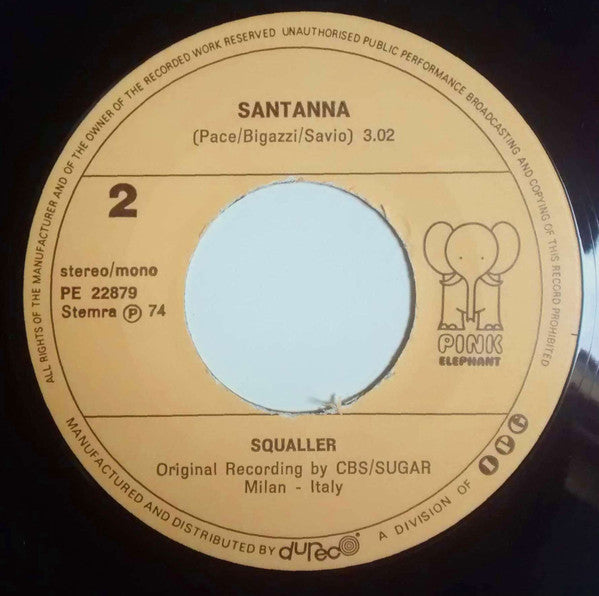 ALL RIGHTS OF THE MANUFACTURER AND OF THE OWNER OF THE RECORDED WORK RESERVED UNAUTHORISED PUBLIC PERFORMANCE BROADCASTING AND COPYING OF THIS RECORD PROHIBITED
SANTANNA
(Pace/Bigazzi/Savio) 3.02
2
stereo/mono
PE 22879
Stemra Ⓟ 74
PINK
ELEPHANT
SQUALLER
Original Recording by CBS/SUGAR
Milan - Italy
MANUFACTURED AND DISTRIBUTED BY dureco A DIVISION OF